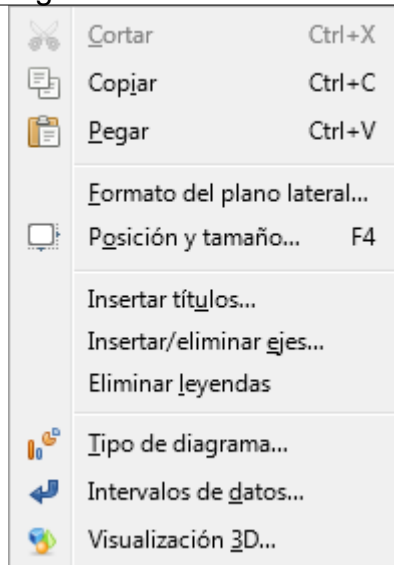 Cortar Ctrl+X
Copiar Ctrl+C
Pegar Ctrl+V
Formato del plano lateral...
Posición y tamaño... F4
Insertar títulos...
Insertar/eliminar ejes...
Eliminar leyendas
Tipo de diagrama...
Intervalos de datos...
Visualización 3D...